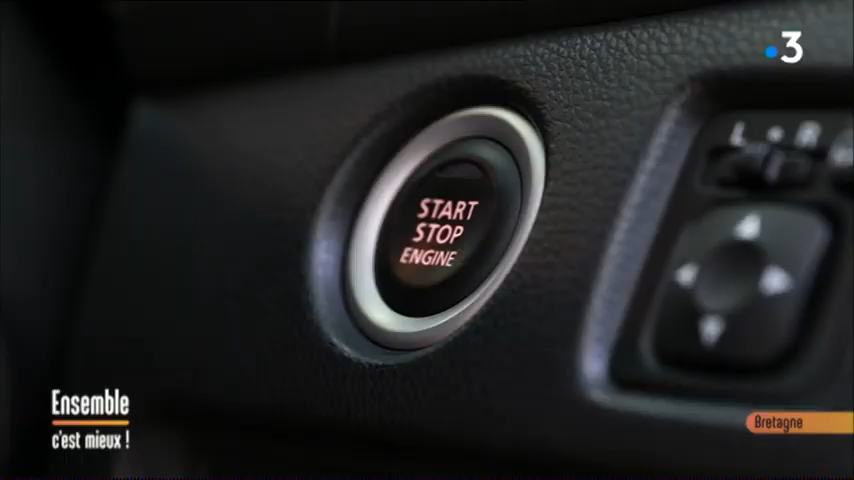 3
L R
START
STOP
ENGINE
Ensemble
c'est mieux !
Bretagne